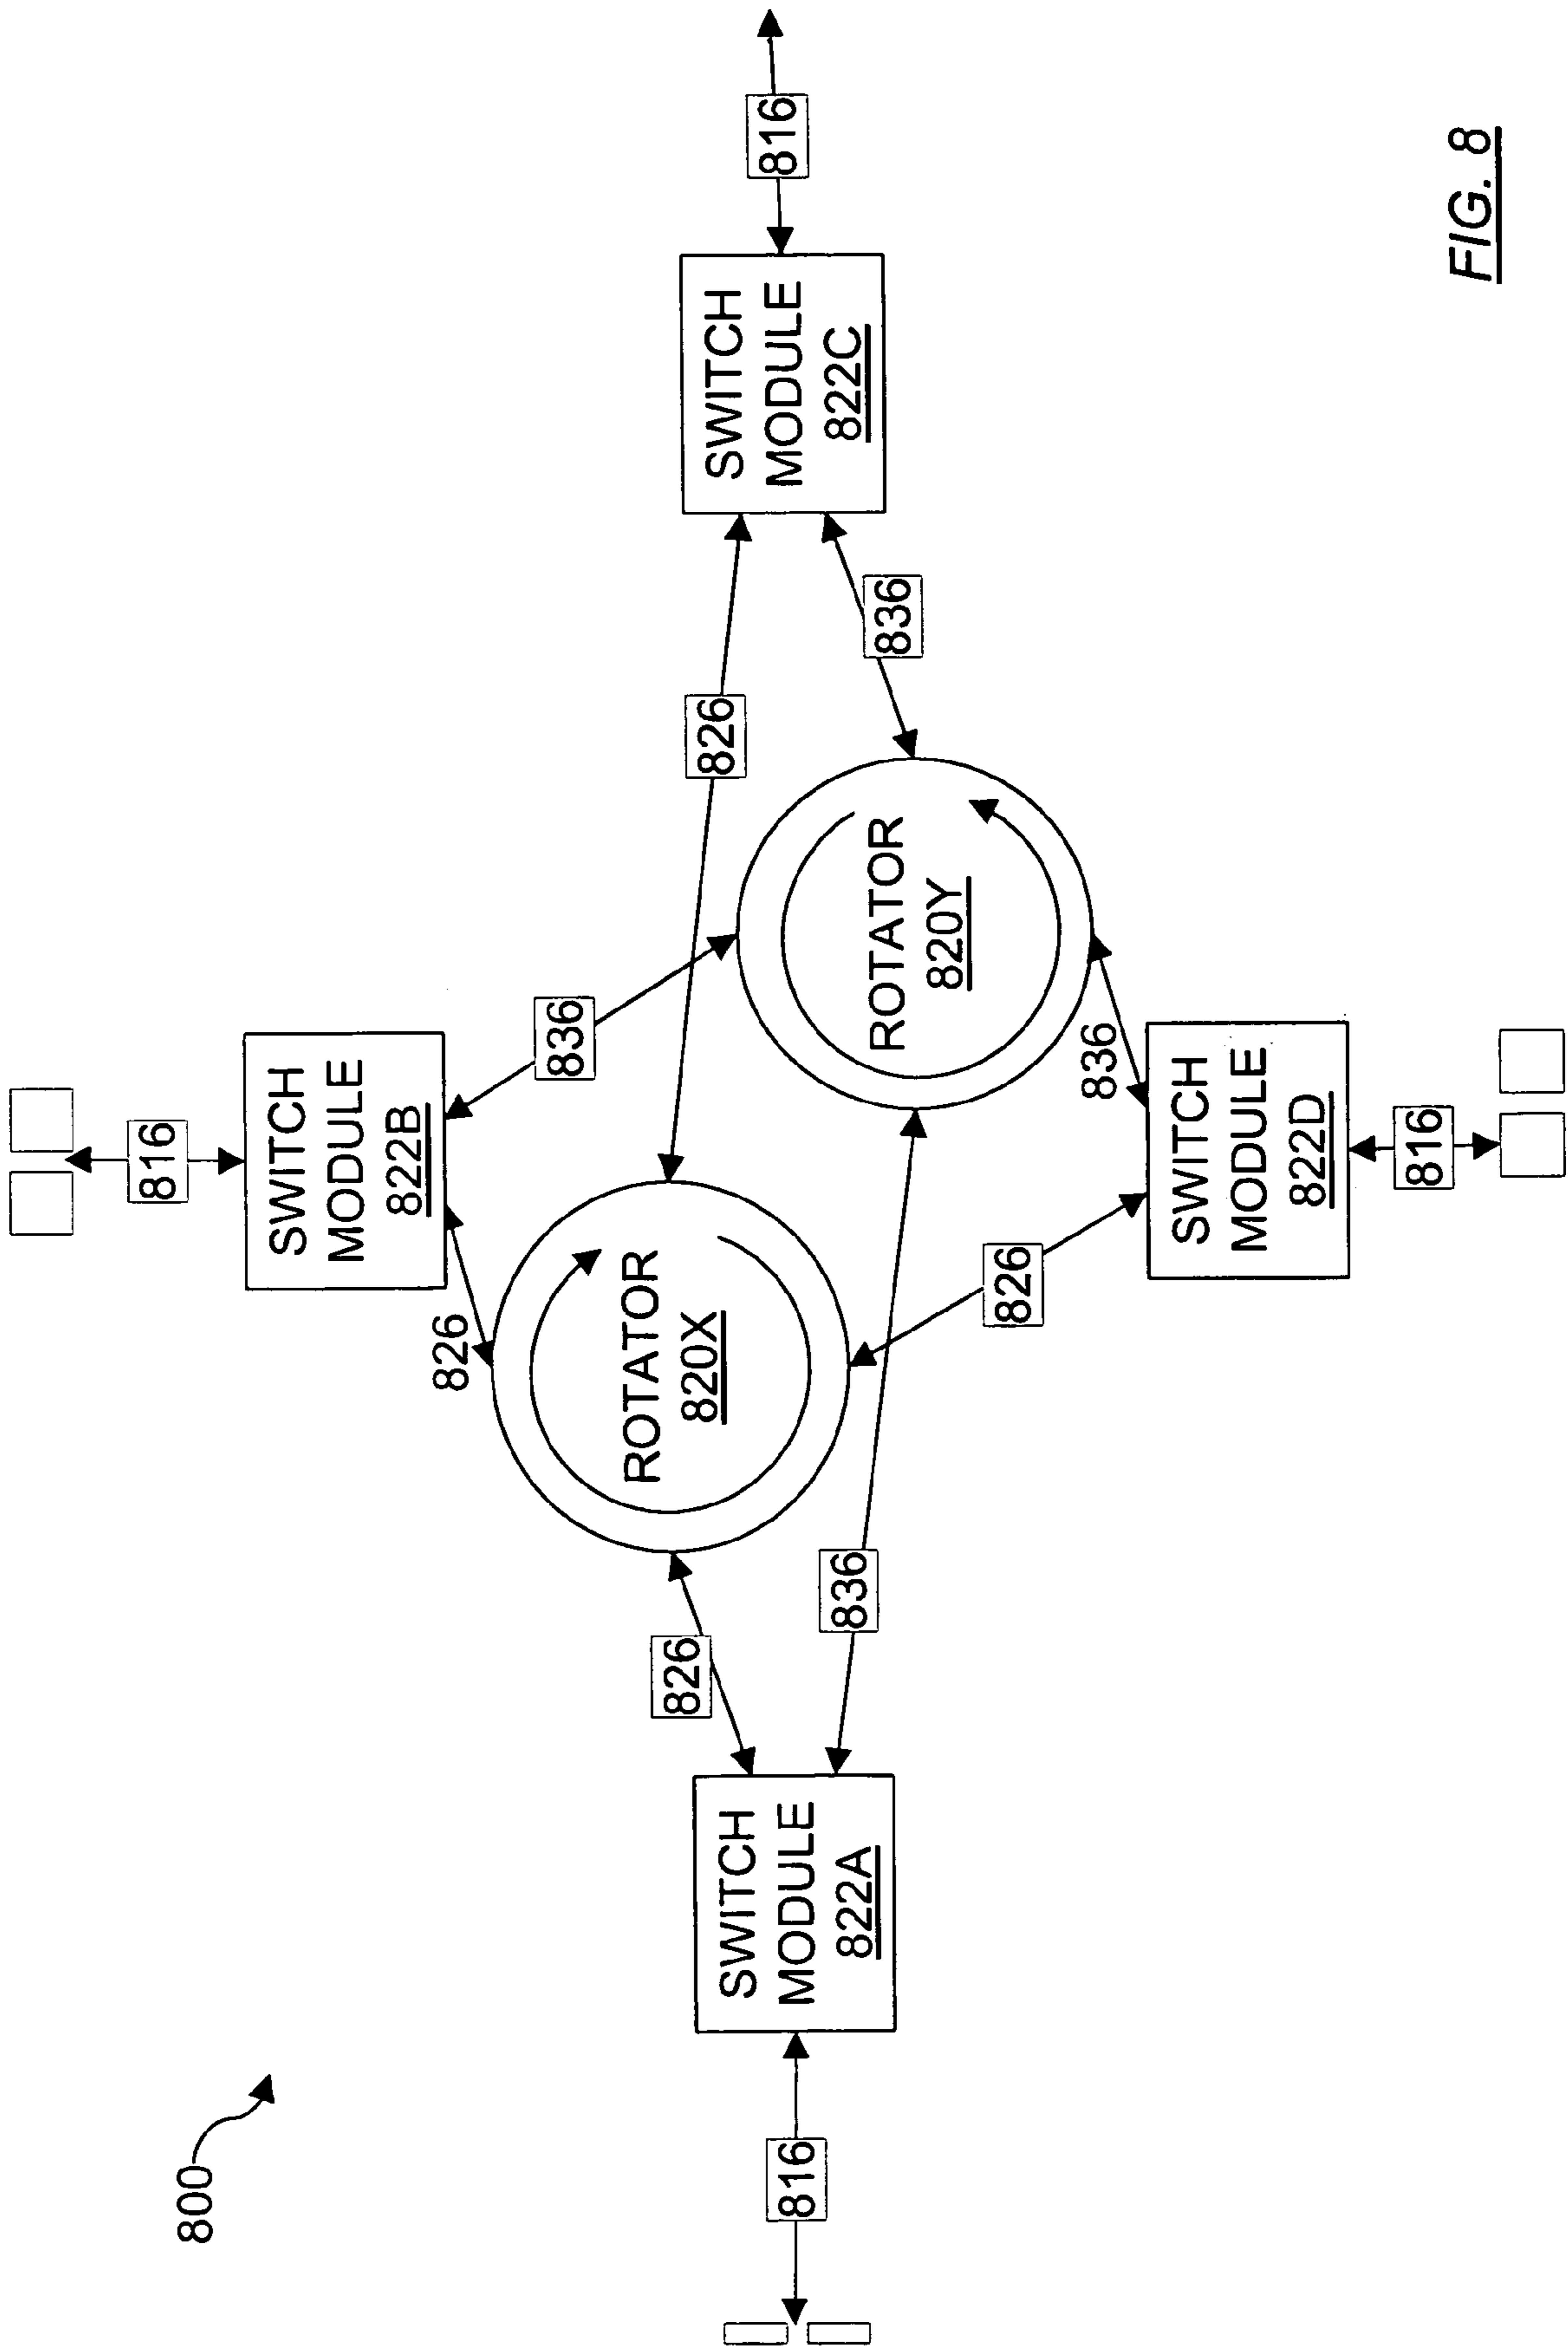 816
800
SWITCH
MODULE
822B
826
836
826
ROTATOR
820X
826
816
SWITCH
MODULE
822A
836
SWITCH
MODULE
822C
816
836
ROTATOR
820Y
826
836
SWITCH
MODULE
822D
816
FIG. 8